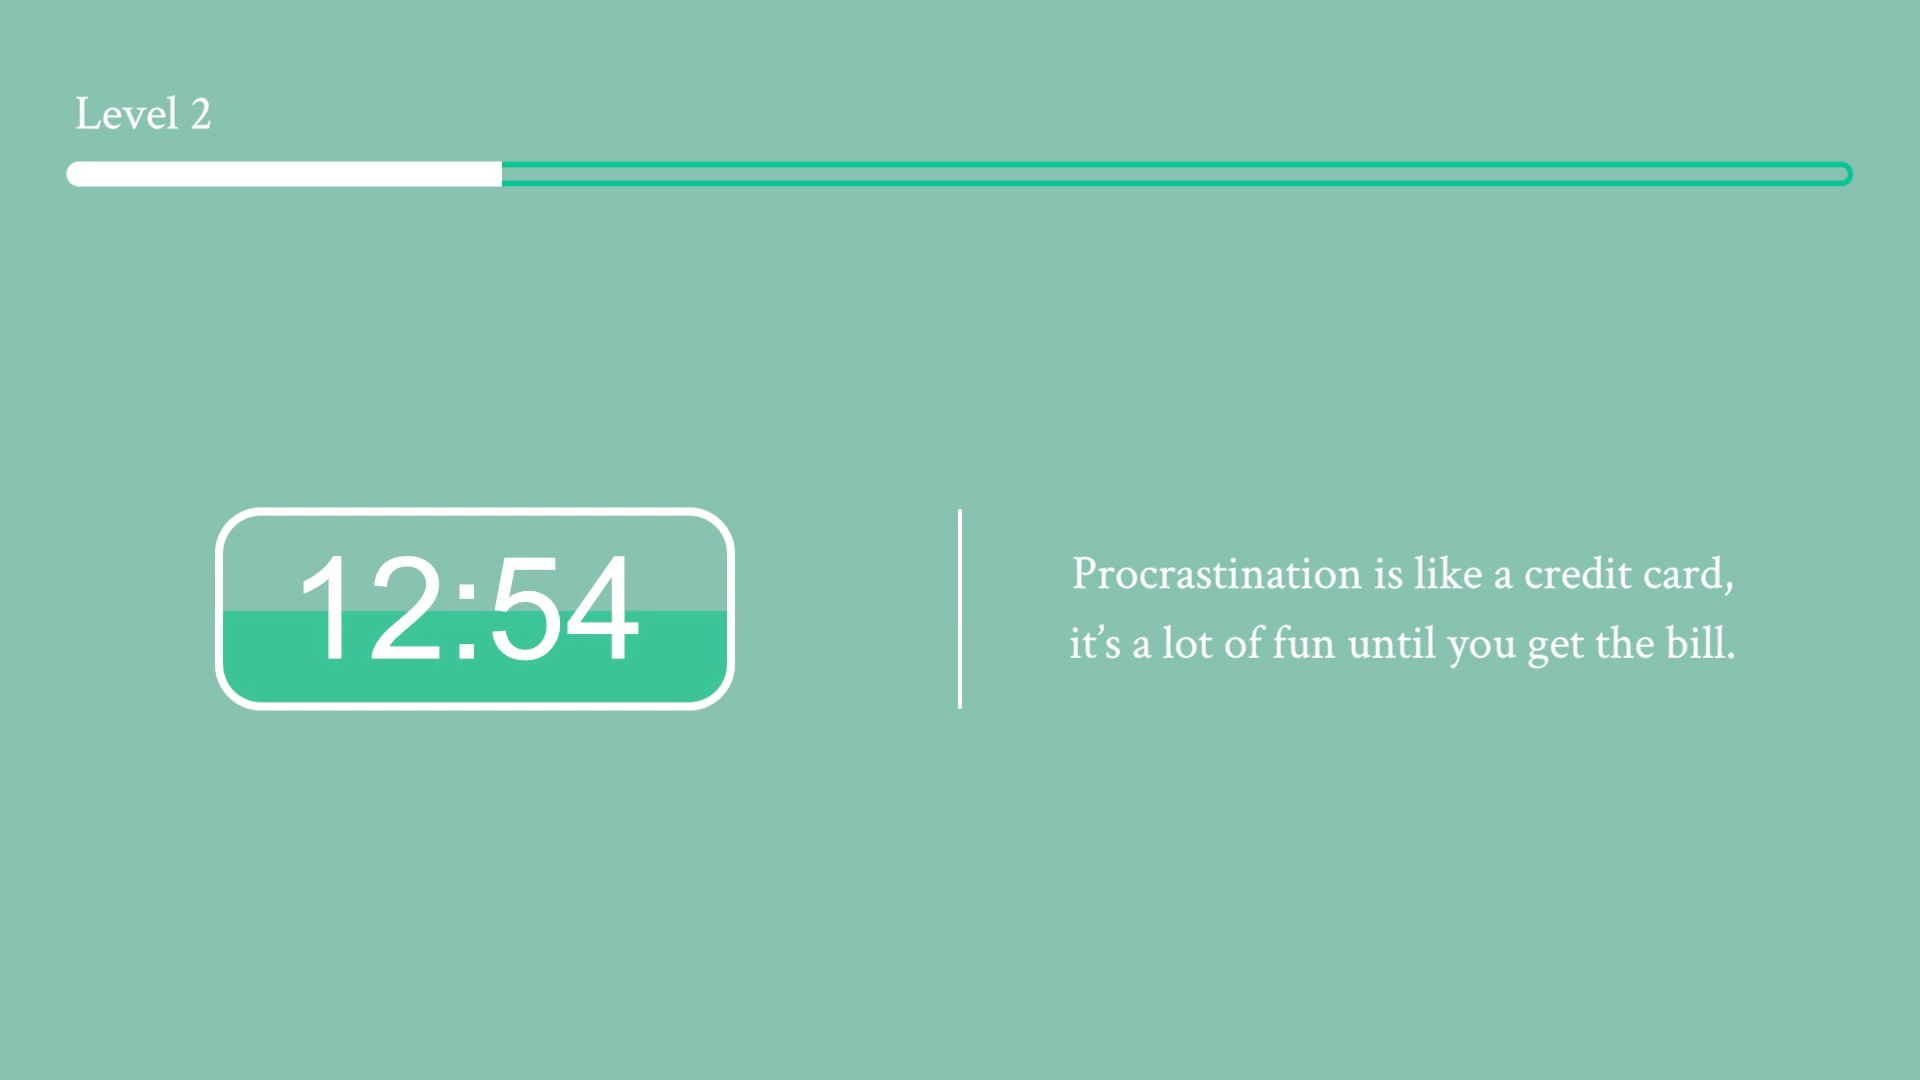 Level 2
12:54
Procrastination is like a credit card,
it’s a lot of fun until you get the bill.